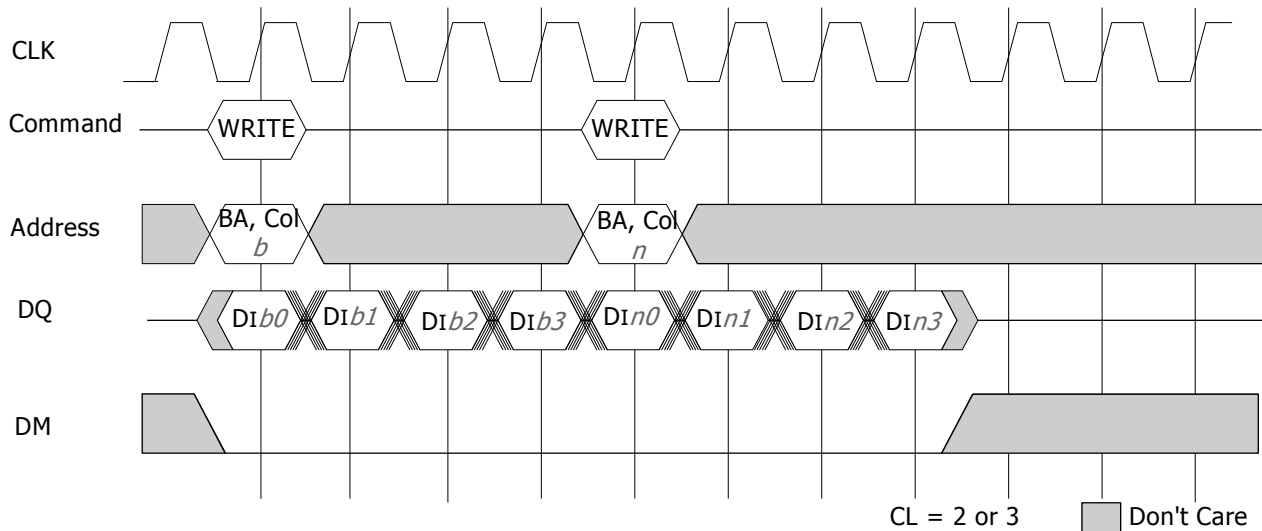 CLK
Command WRITE WRITE
Address BA, Col BA, Col
b n
DQ DIb0 DIb1 DIb2 DIb3 DIn0 DIn1 DIn2 DIn3
DM
CL = 2 or 3 Don't Care